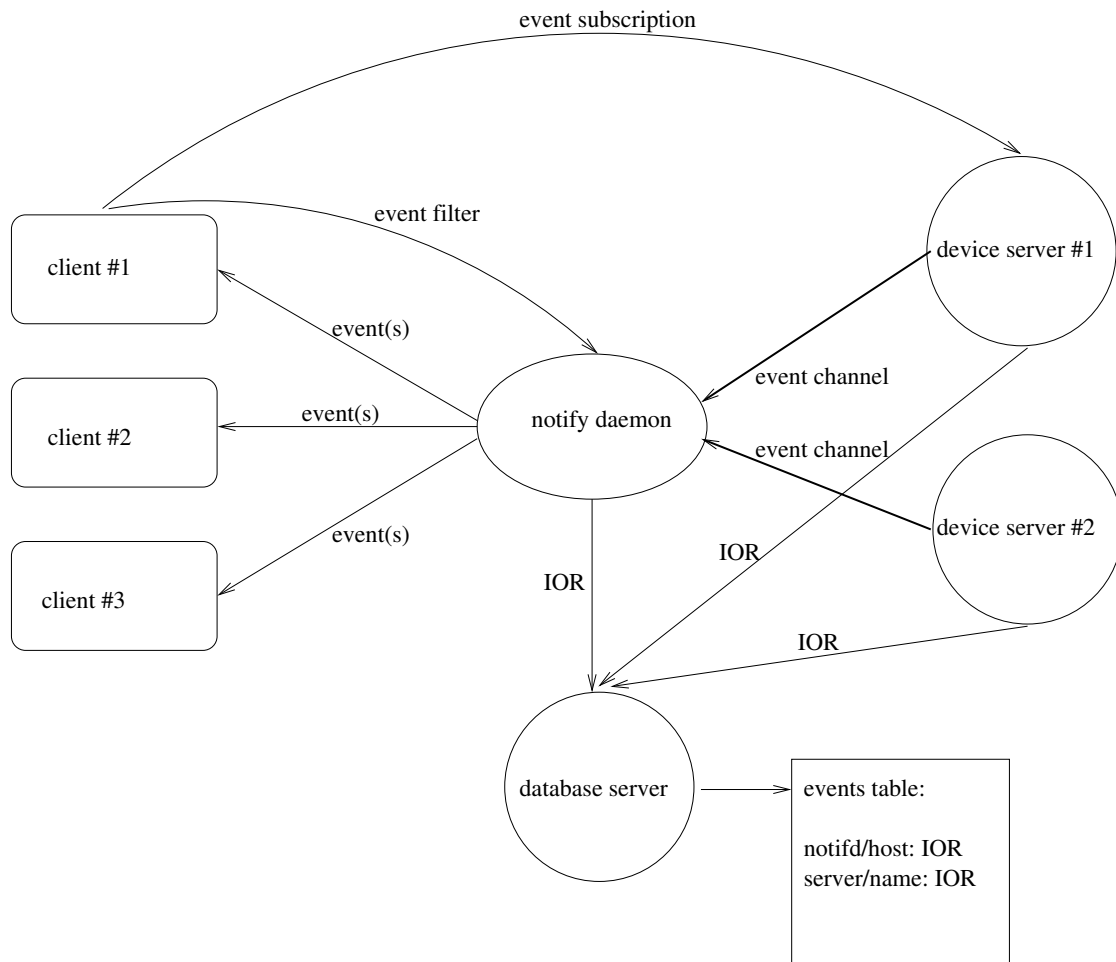 event subscription
event filter
client #1
device server #1
event(s)
event channel
client #2
event(s)
notify daemon
event channel
device server #2
event(s)
client #3
IOR
IOR
IOR
database server
events table:
notifd/host: IOR
server/name: IOR